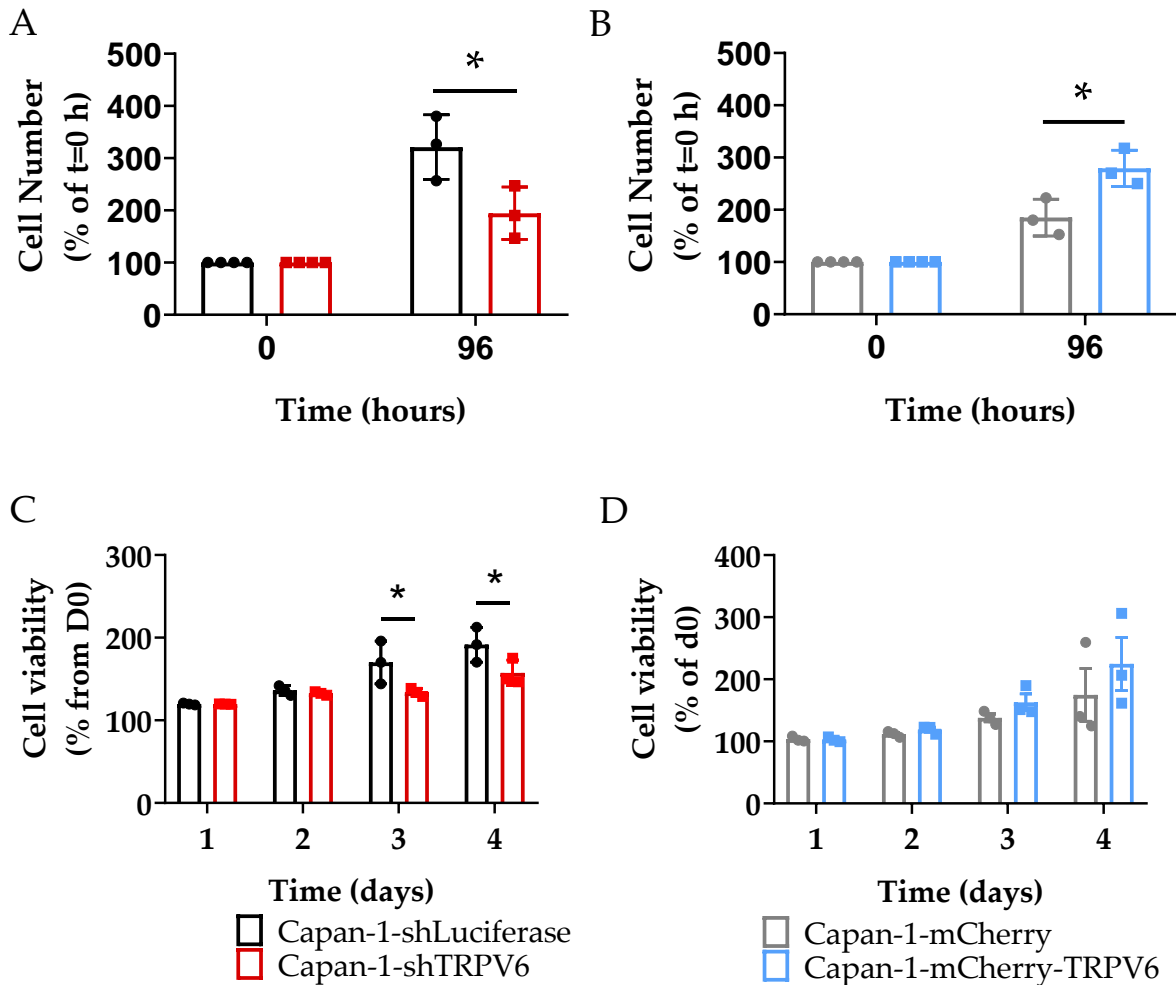 A
Cell Number
(% of t=0 h)
500
400
300
200
100
0
*
0
96
Time (hours)
B
Cell Number
(% of t=0 h)
500
400
300
200
100
0
*
0
96
Time (hours)
C
Cell viability
(% from D0)
300
200
100
0
*
*
1
2
3
4
Time (days)
Capan-1-shLuciferase
Capan-1-shTRPV6
D
Cell viability
(% of d0)
400
300
200
100
0
1
2
3
4
Time (days)
Capan-1-mCherry
Capan-1-mCherry-TRPV6